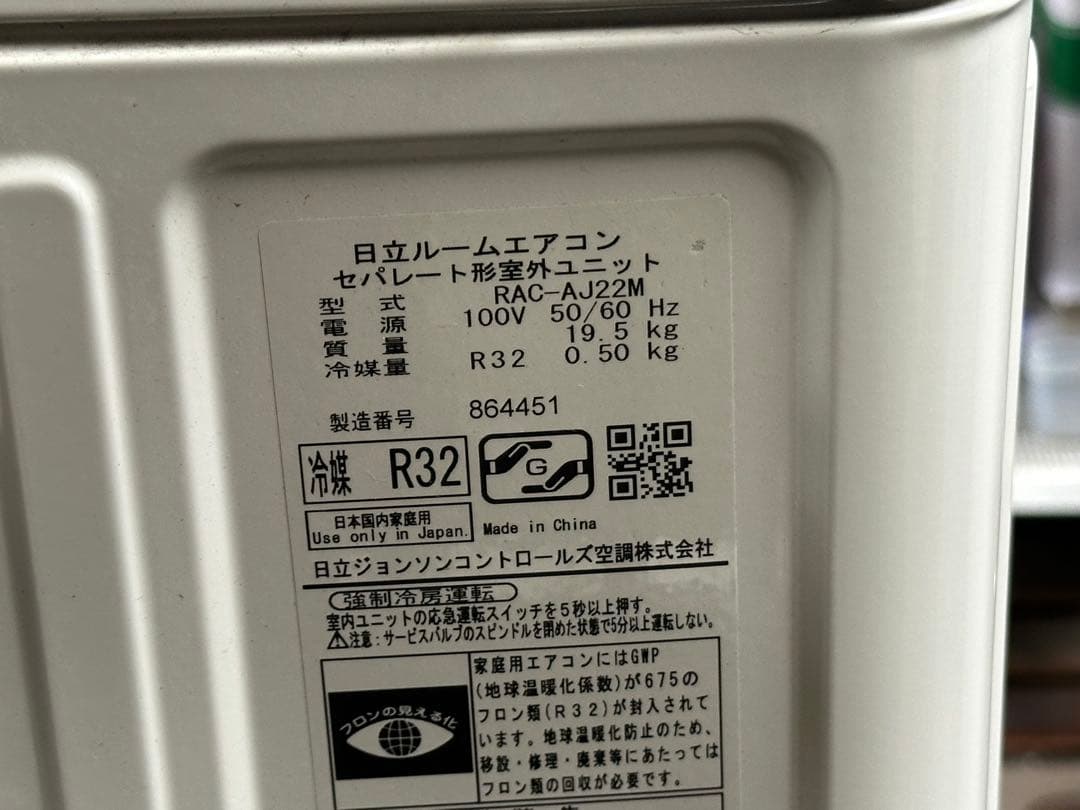 日立ルームエアコン
セパレート形室外ユニット
型 式 RAC-AJ22M
電 源 100V 50/60 Hz
質 量 19.5 kg
冷媒量 R32 0.50 kg
製造番号 864451
冷媒 R32
G
日本国内家庭用
Use only in Japan.
Made in China
日立ジョンソンコントロールズ空調株式会社
強制冷房運転
室内ユニットの応急運転スイッチを5秒以上押す。
注意:サービスバルブのスピンドルを閉めた状態で5分以上運転しない。
フロンの見える化
家庭用エアコンにはGWP
(地球温暖化係数)が675の
フロン類(R32)が封入されて
います。地球温暖化防止のため、
移設・修理・廃棄等にあたっては
フロン類の回収が必要です。